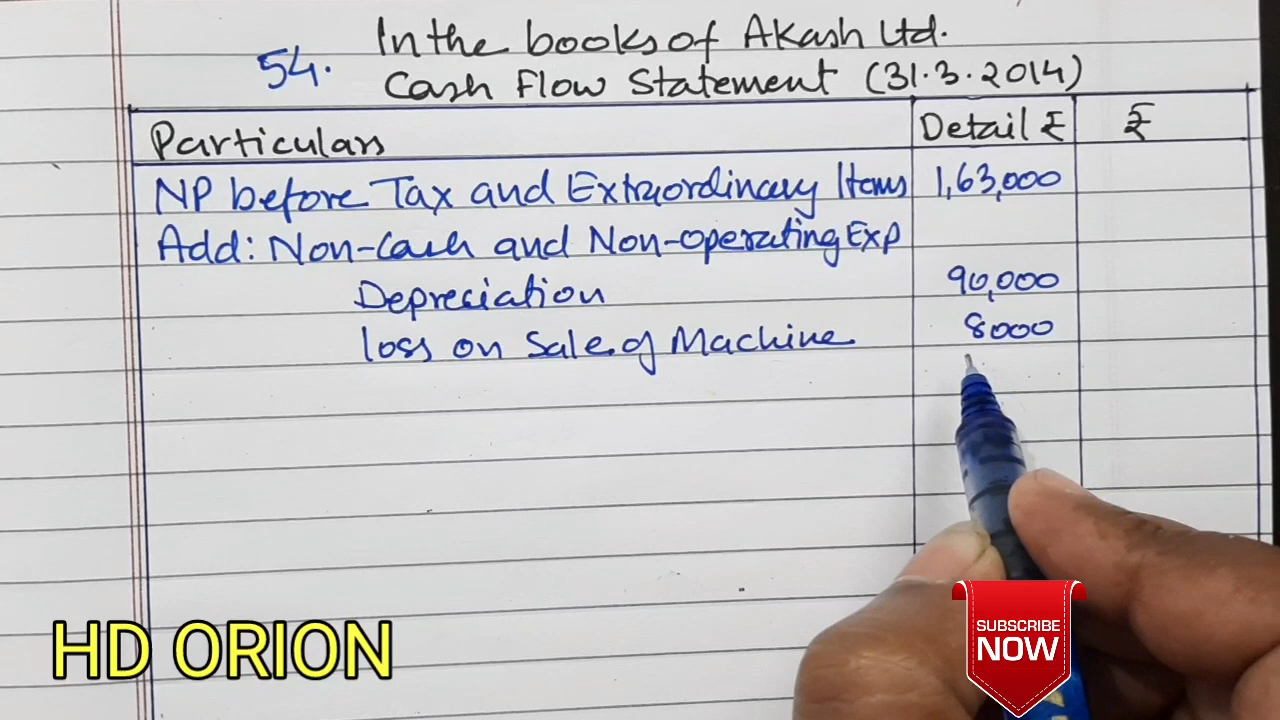 54.
In the books of Akash Ltd.
Cash Flow Statement (31.3.2014)
Particulars Detail ₹ ₹
NP before Tax and Extraordinary Items 1,63,000
Add: Non-Cash and Non-operating Exp
Depreciation 90,000
loss on Sale of Machine 8000
HD ORION
SUBSCRIBE
NOW